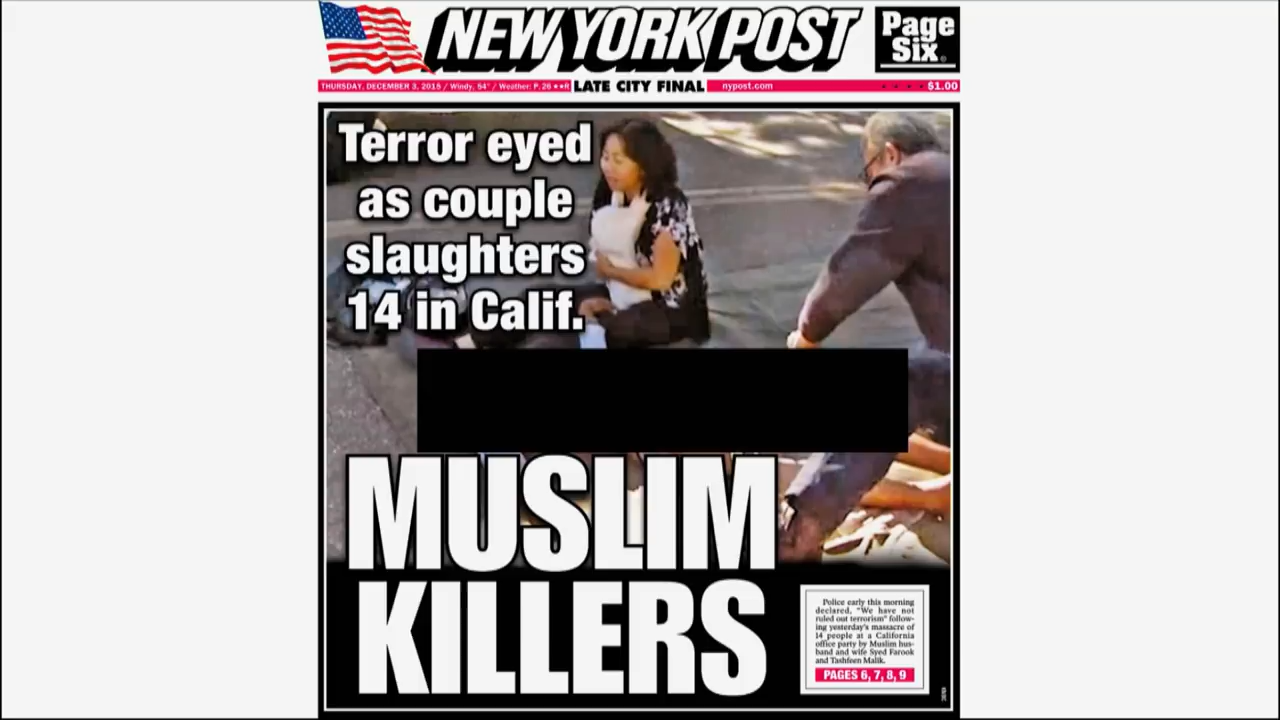 NEW YORK POST
Page
Six
THURSDAY, DECEMBER 3, 2015 / Windy, 54° / Weather: P. 26 ★★R
LATE CITY FINAL
nypost.com
$1.00
Terror eyed
as couple
slaughters
14 in Calif.
MUSLIM
KILLERS
Police early this morning
declared, "We have not
ruled out terrorism" follow-
ing yesterday's massacre of
14 people at a California
office party by Muslim hus-
band and wife Syed Farook
and Tashfeen Malik.
PAGES 6, 7, 8, 9